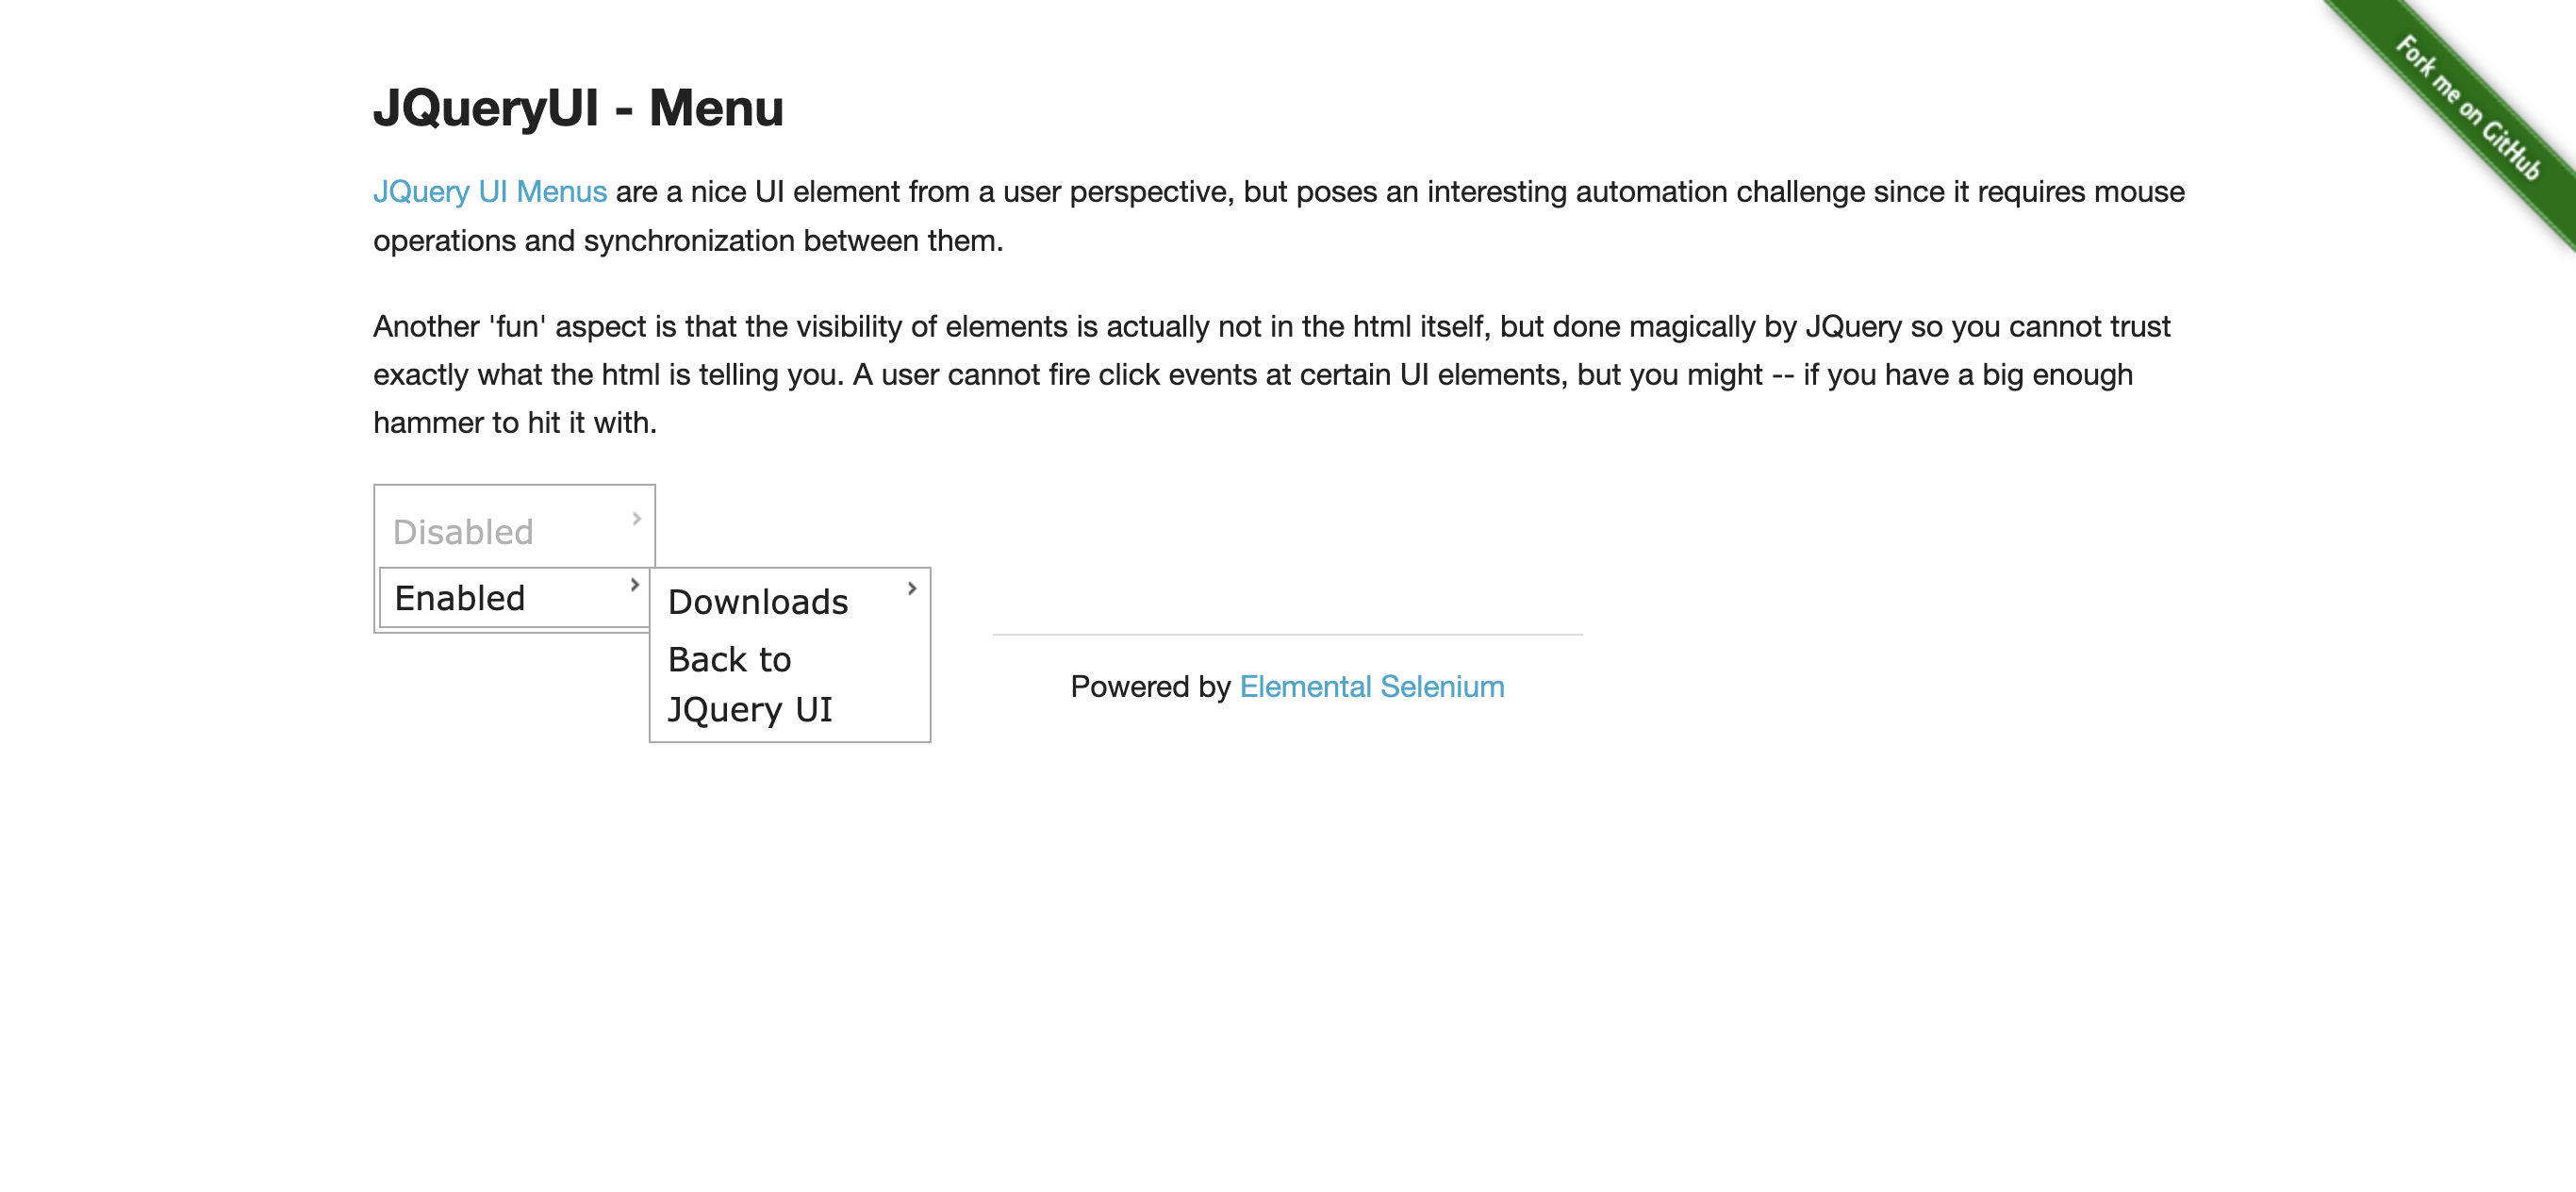 Fork me on GitHub
JQueryUI - Menu
JQuery UI Menus are a nice UI element from a user perspective, but poses an interesting automation challenge since it requires mouse
operations and synchronization between them.
Another 'fun' aspect is that the visibility of elements is actually not in the html itself, but done magically by JQuery so you cannot trust
exactly what the html is telling you. A user cannot fire click events at certain UI elements, but you might -- if you have a big enough
hammer to hit it with.
Disabled
Enabled
Downloads
Back to
JQuery UI
Powered by Elemental Selenium